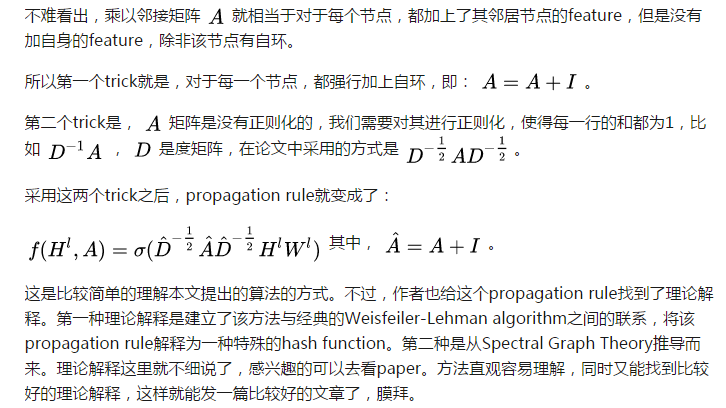 不难看出，乘以邻接矩阵 A 就相当于对于每个节点，都加上了其邻居节点的feature，但是没有
加自身的feature，除非该节点有自环。
所以第一个trick就是，对于每一个节点，都强行加上自环，即： A = A + I 。
第二个trick是， A 矩阵是没有正则化的，我们需要对其进行正则化，使得每一行的和都为1，比
如 D^{-1}A ， D 是度矩阵，在论文中采用的方式是 D^{-\frac{1}{2}}AD^{-\frac{1}{2}} 。
采用这两个trick之后，propagation rule就变成了：
f(H^l, A) = σ(\hat{D}^{-\frac{1}{2}}\hat{A}\hat{D}^{-\frac{1}{2}}H^lW^l) 其中， \hat{A} = A + I 。
这是比较简单的理解本文提出的算法的方式。不过，作者也给这个propagation rule找到了理论解
释。第一种理论解释是建立了该方法与经典的Weisfeiler-Lehman algorithm之间的联系，将该
propagation rule解释为一种特殊的hash function。第二种是从Spectral Graph Theory推导而
来。理论解释这里就不细说了，感兴趣的可以去看paper。方法直观容易理解，同时又能找到比较
好的理论解释，这样就能发一篇比较好的文章了，膜拜。